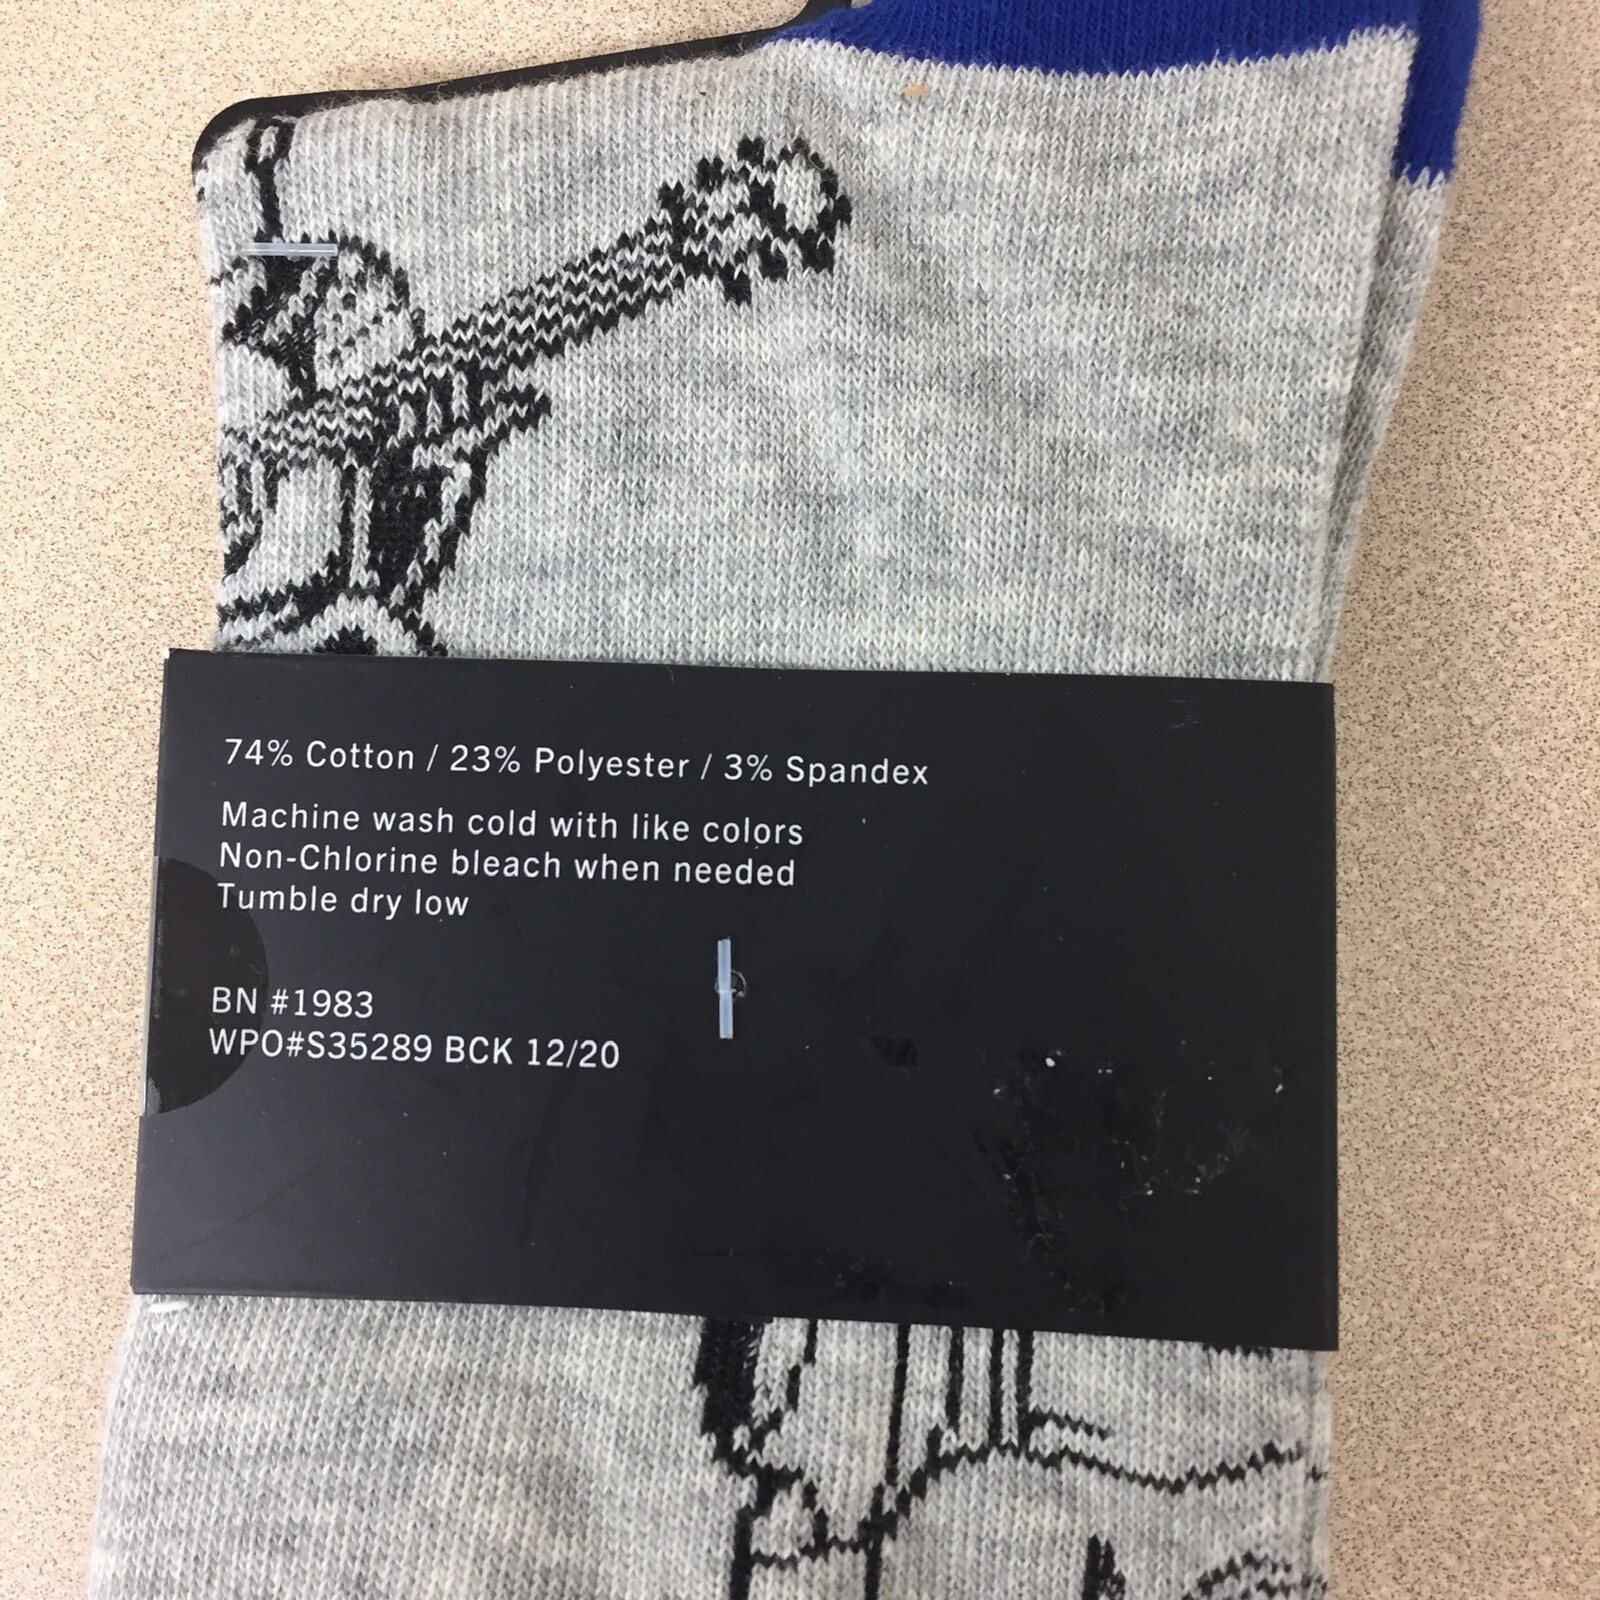 74% Cotton / 23% Polyester / 3% Spandex
Machine wash cold with like colors
Non-Chlorine bleach when needed
Tumble dry low
BN #1983
WPO#S35289 BCK 12/20